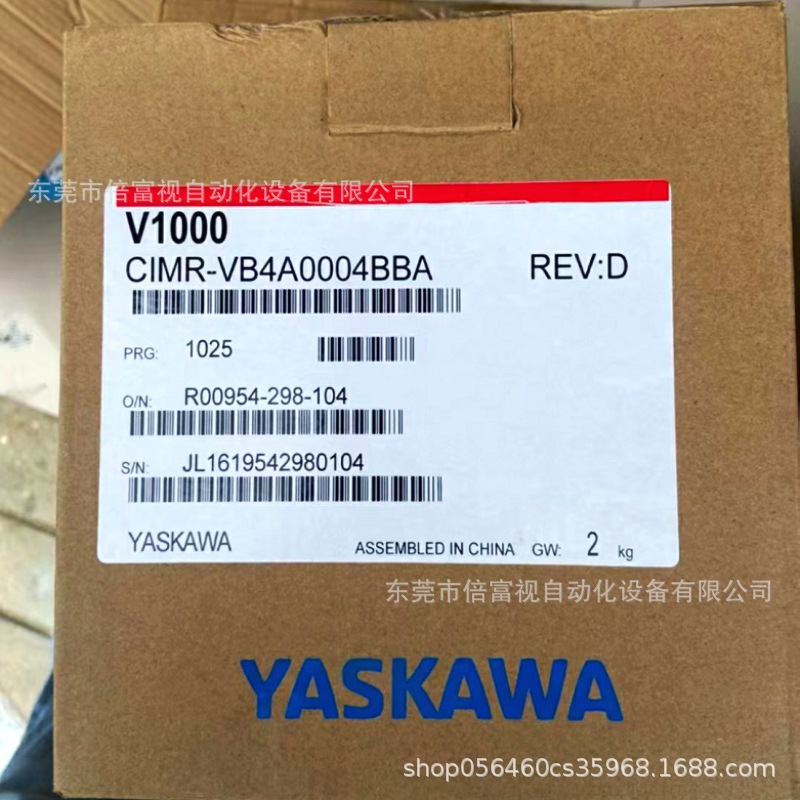 东莞市倍富视自动化设备有限公司
V1000
CIMR-VB4A0004BBA REV:D
PRG: 1025
O/N: R00954-298-104
S/N: JL1619542980104
YASKAWA ASSEMBLED IN CHINA GW: 2 kg
东莞市倍富视自动化设备有限公司
YASKAWA
shop056460cs35968.1688.com